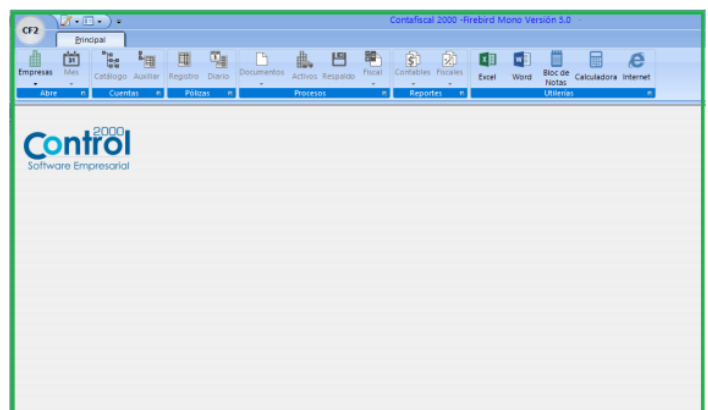 CF2
Contafiscal 2000 -Firebird Mono Versión 5.0 -
Principal
Empresas Mes Catálogo Auxiliar Registro Diario Documentos Activos Respaldo Fiscal Contables Fiscales Excel Word Bloc de Notas Calculadora Internet
Abre Cuentas Pólizas Procesos Reportes Utilerías
2000
Control
Software Empresarial